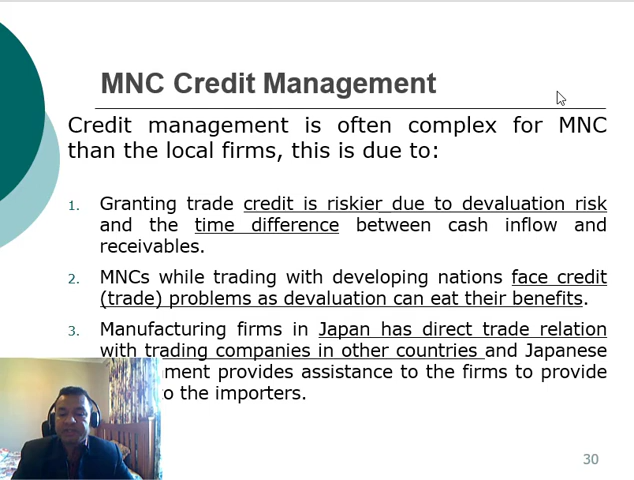 MNC Credit Management
Credit management is often complex for MNC
than the local firms, this is due to:
1. Granting trade credit is riskier due to devaluation risk
and the time difference between cash inflow and
receivables.
2. MNCs while trading with developing nations face credit
(trade) problems as devaluation can eat their benefits.
3. Manufacturing firms in Japan has direct trade relation
with trading companies in other countries and Japanese
ment provides assistance to the firms to provide
o the importers.
30